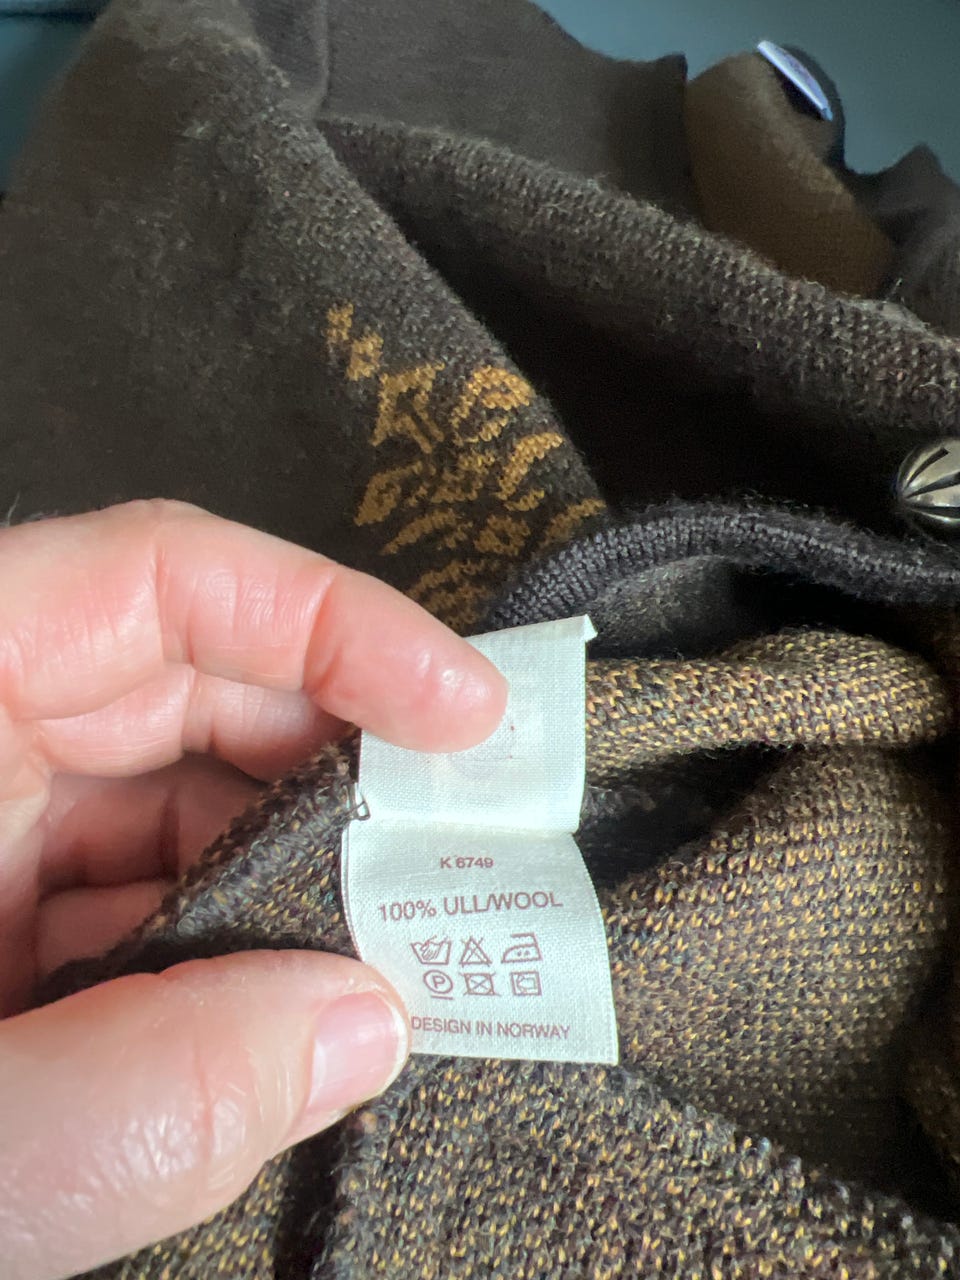 K 6749
100% ULL/WOOL
P
DESIGN IN NORWAY